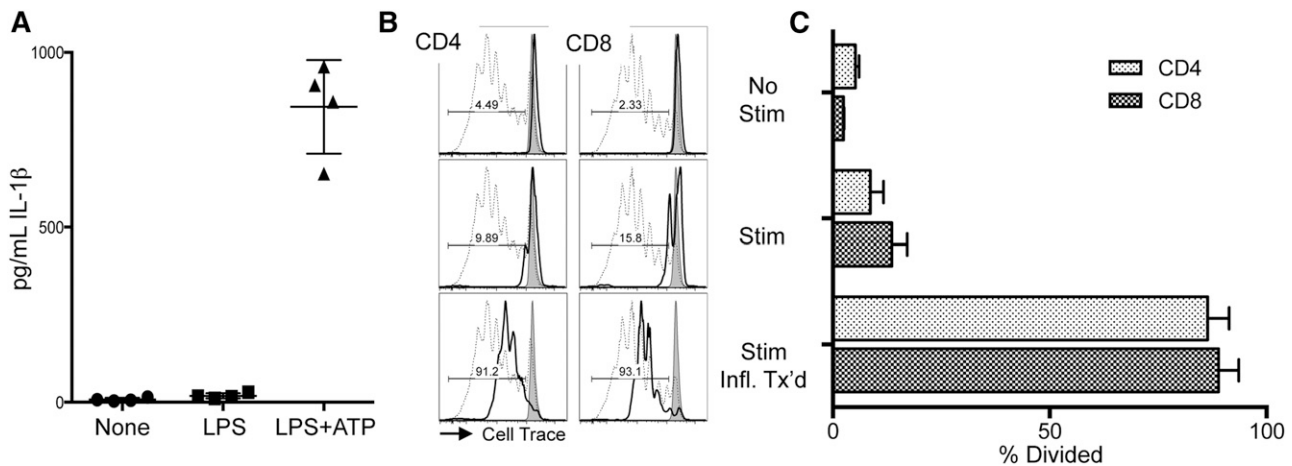 A
1000
500
0
pg/mL IL-1β
None
LPS
LPS+ATP
B
CD4
CD8
4.49
2.33
9.89
15.8
91.2
93.1
Cell Trace
C
CD4
CD8
No
Stim
Stim
Stim
Infl. Tx'd
0
50
100
% Divided